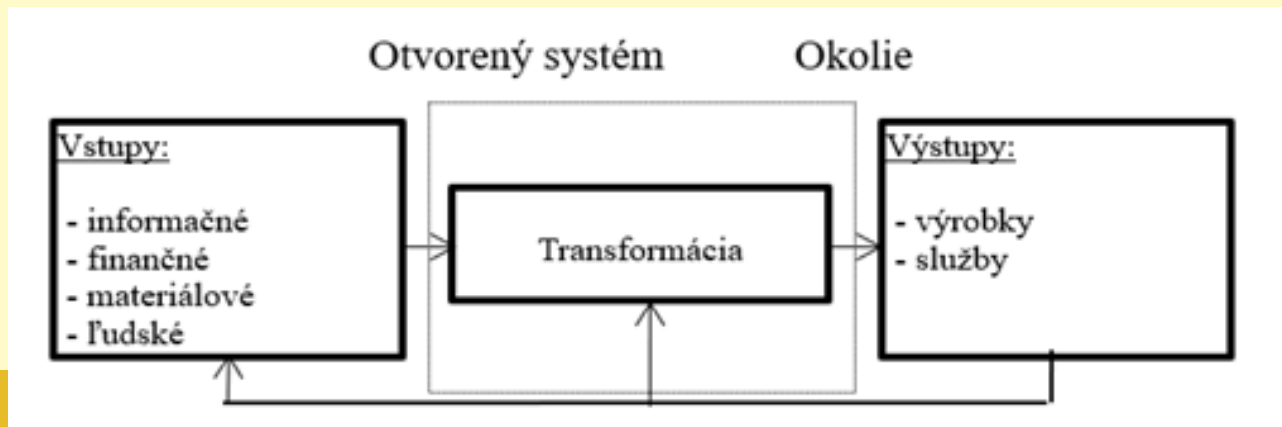 Otvorený systém Okolie
Vstupy:
- informačné
- finančné
- materiálové
- ľudské
Transformácia
Výstupy:
- výrobky
- služby